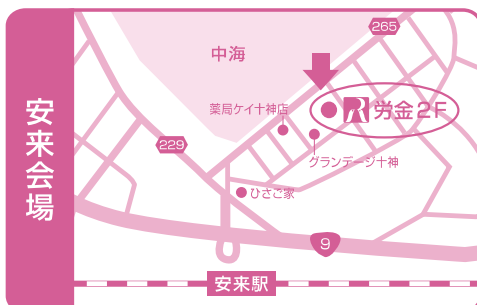 安来会場
265
中海
薬局ケイ十神店
労金2F
229
グランデージ十神
ひさご家
9
安来駅